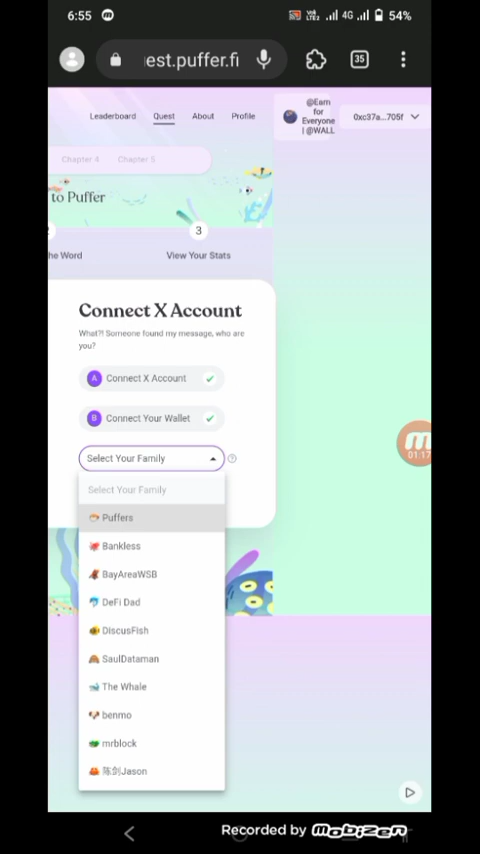 6:55
4G
54%
est.puffer.fi
35
Leaderboard
Quest
About
Profile
@Earn
for
Everyone
| @WALL
0xc37a...705f
Chapter 4
Chapter 5
to Puffer
3
he Word
View Your Stats
Connect X Account
What?! Someone found my message, who are
you?
A Connect X Account
B Connect Your Wallet
Select Your Family
Select Your Family
Puffers
Bankless
BayAreaWSB
DeFi Dad
DiscusFish
SaulDataman
The Whale
benmo
mrblock
陈剑Jason
01:17
Recorded by Mobizen